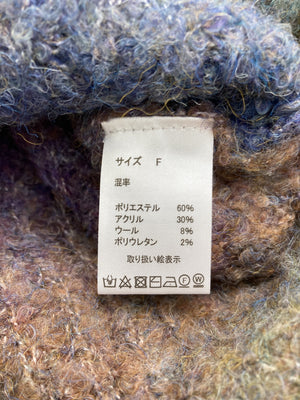 サイズ F
混率
ポリエステル 60%
アクリル 30%
ウール 8%
ポリウレタン 2%
取り扱い絵表示
F W